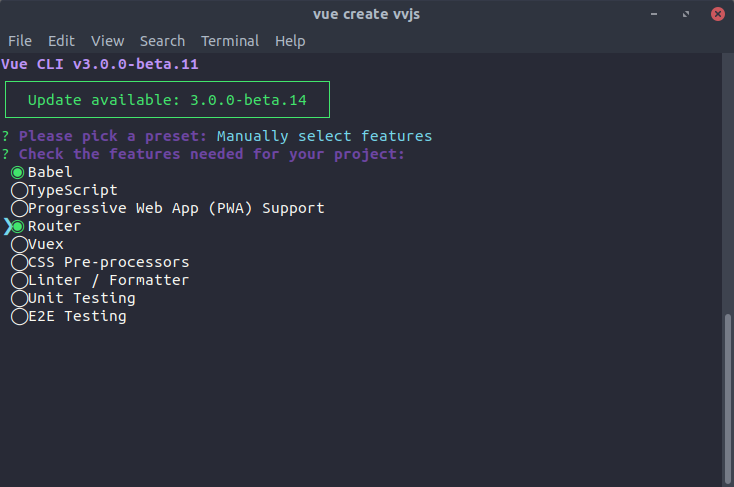 vue create vvjs
File Edit View Search Terminal Help
Vue CLI v3.0.0-beta.11
Update available: 3.0.0-beta.14
? Please pick a preset: Manually select features
? Check the features needed for your project:
◉ Babel
◯ TypeScript
◯ Progressive Web App (PWA) Support
❯◉ Router
◯ Vuex
◯ CSS Pre-processors
◯ Linter / Formatter
◯ Unit Testing
◯ E2E Testing